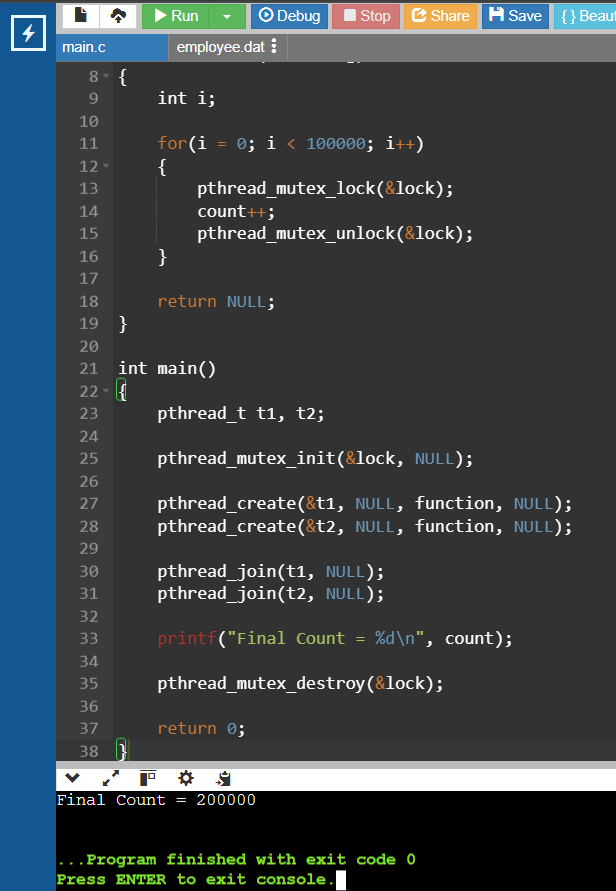 Run Debug Stop Share Save { } Beau
main.c employee.dat
8 {
9 int i;
10
11 for(i = 0; i < 100000; i++)
12 {
13 pthread_mutex_lock(&lock);
14 count++;
15 pthread_mutex_unlock(&lock);
16 }
17
18 return NULL;
19 }
20
21 int main()
22 {
23 pthread_t t1, t2;
24
25 pthread_mutex_init(&lock, NULL);
26
27 pthread_create(&t1, NULL, function, NULL);
28 pthread_create(&t2, NULL, function, NULL);
29
30 pthread_join(t1, NULL);
31 pthread_join(t2, NULL);
32
33 printf("Final Count = %d\n", count);
34
35 pthread_mutex_destroy(&lock);
36
37 return 0;
38 }
Final Count = 200000
...Program finished with exit code 0
Press ENTER to exit console.